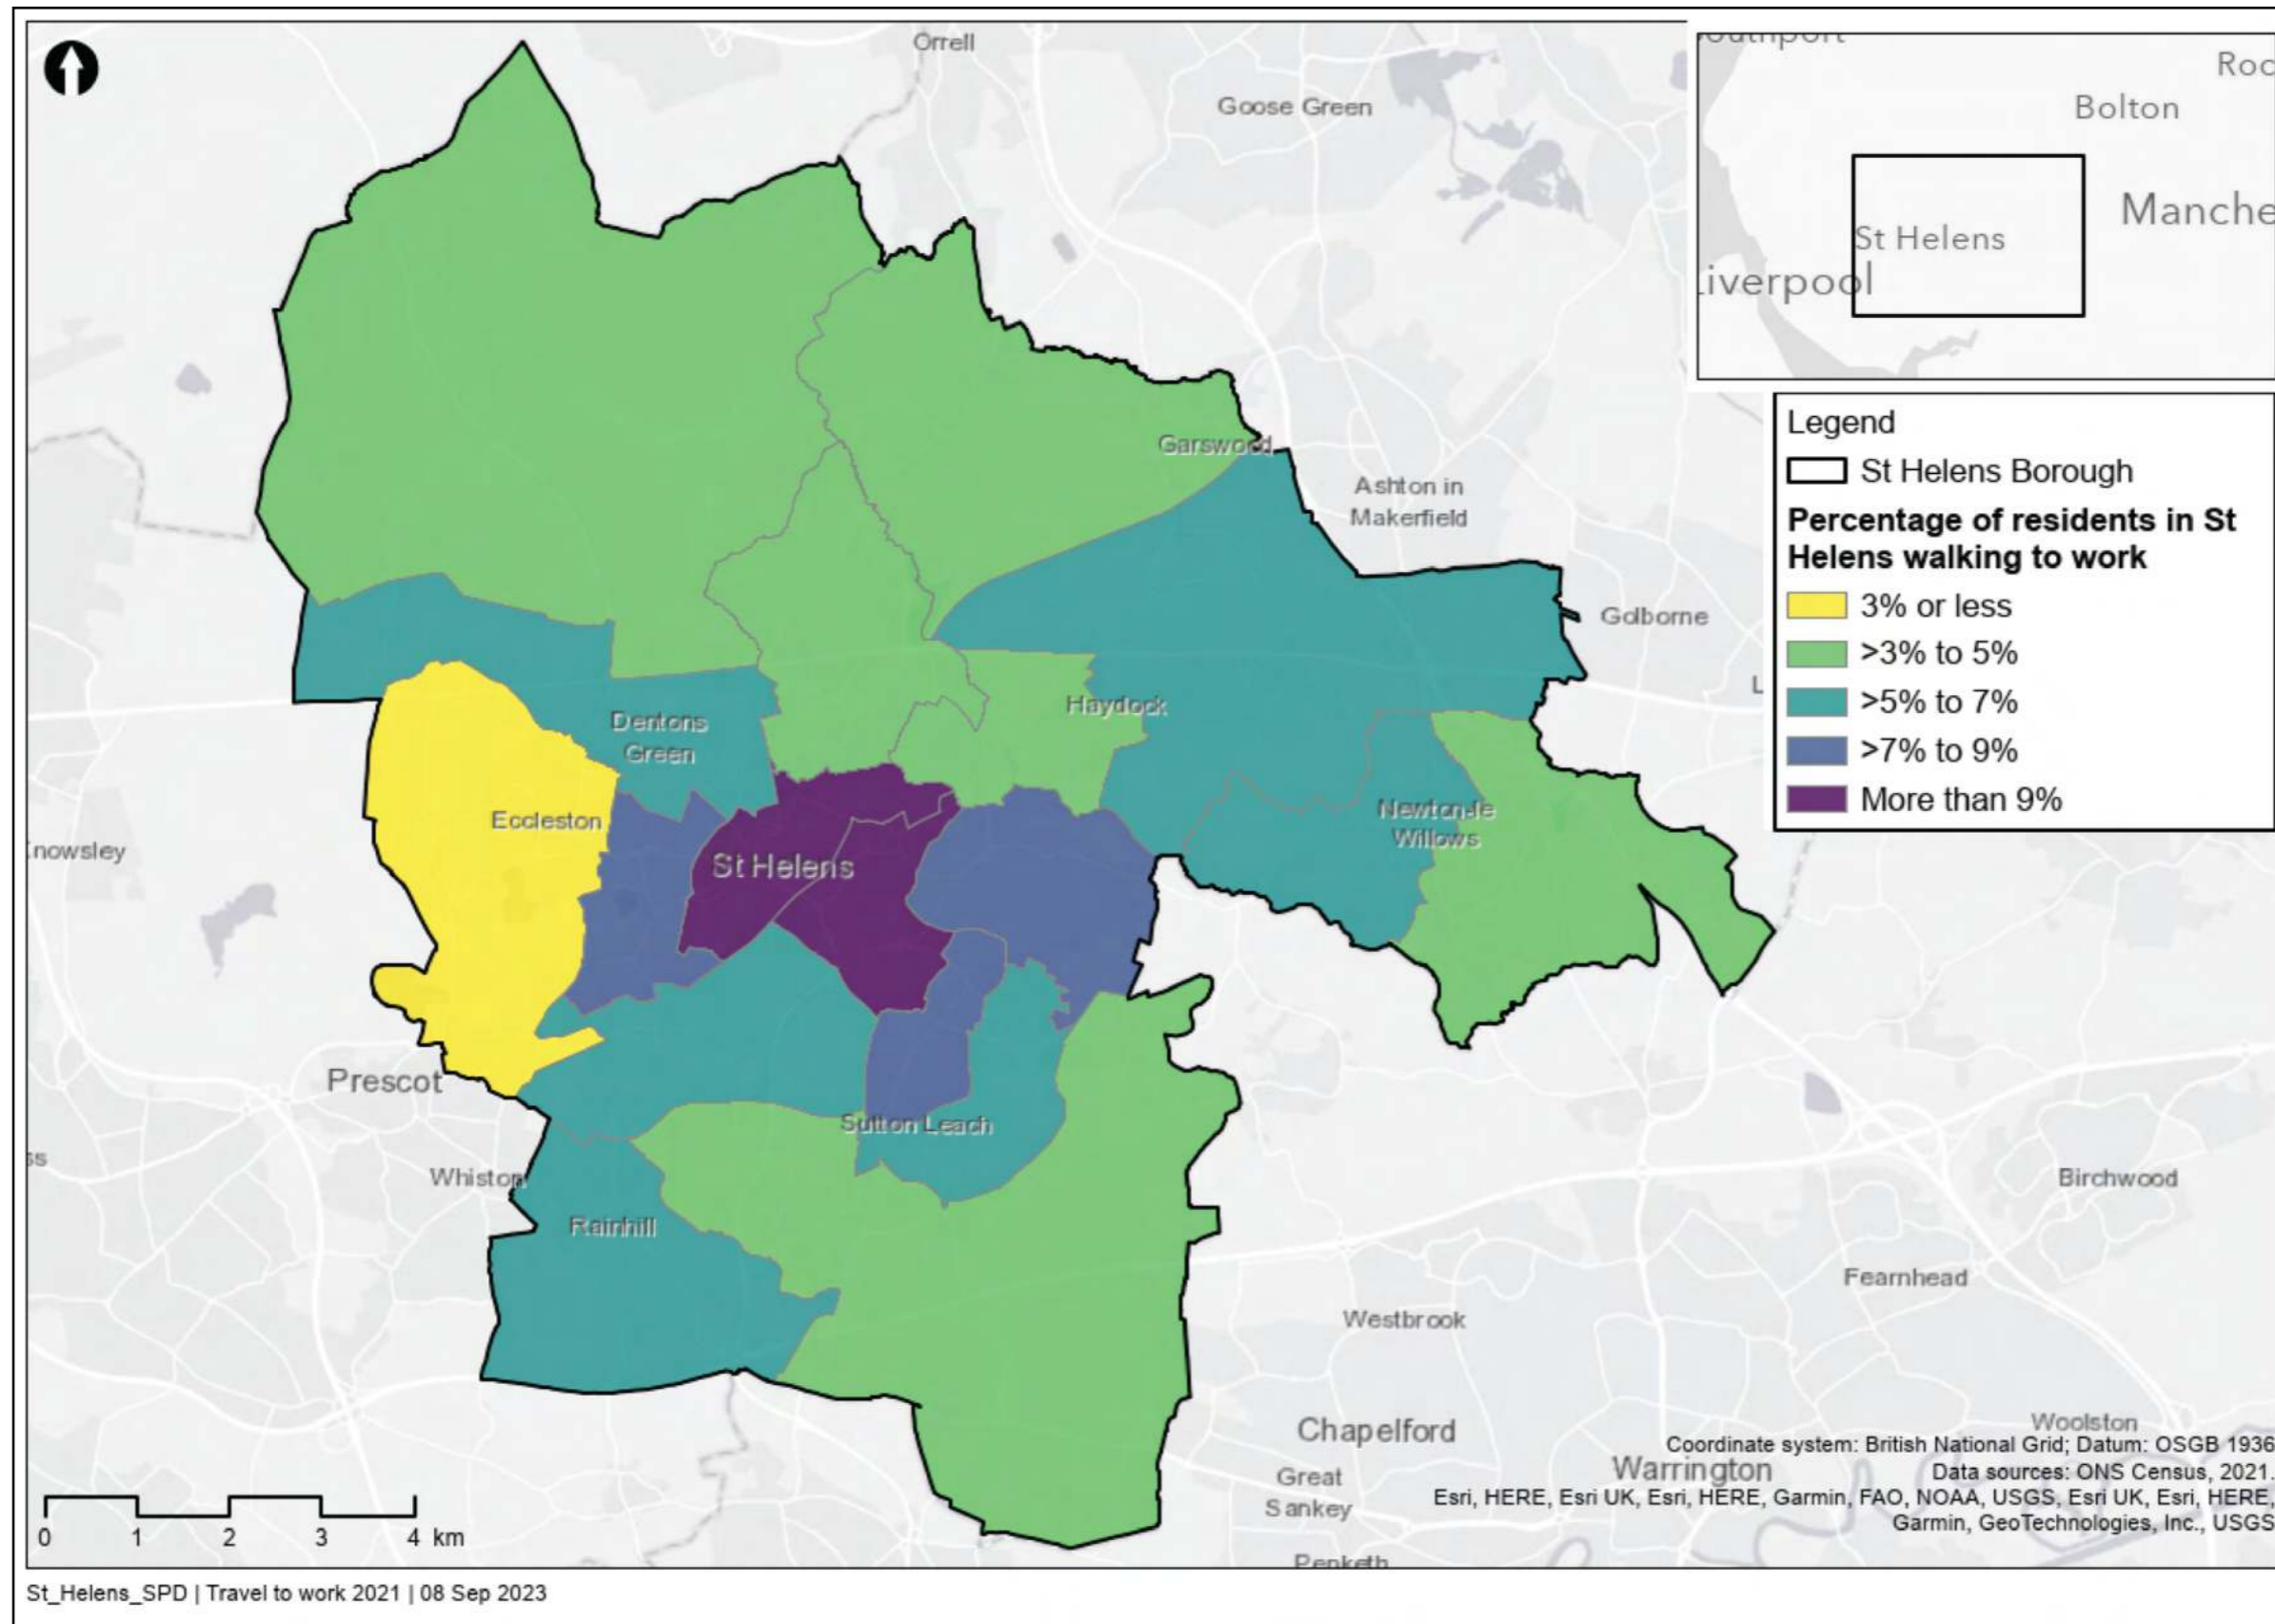 Orrell
Goose Green
Roc
Bolton
Manche
St Helens
Liverpool
Legend
St Helens Borough
Percentage of residents in St
Helens walking to work
3% or less
>3% to 5%
>5% to 7%
>7% to 9%
More than 9%
Garswood
Ashton in
Makerfield
Golborne
L
Haydock
Dentons
Green
Eccleston
Newton-le
Willows
St Helens
nowsley
Prescot
Sutton Leach
ss
Whiston
Rainhill
Birchwood
Fearnhead
Westbrook
Chapelford
Woolston
Warrington
Great
Sankey
Penketh
Coordinate system: British National Grid; Datum: OSGB 1936
Data sources: ONS Census, 2021.
Esri, HERE, Esri UK, Esri, HERE, Garmin, FAO, NOAA, USGS, Esri UK, Esri, HERE,
Garmin, GeoTechnologies, Inc., USGS
0 1 2 3 4 km
St_Helens_SPD | Travel to work 2021 | 08 Sep 2023